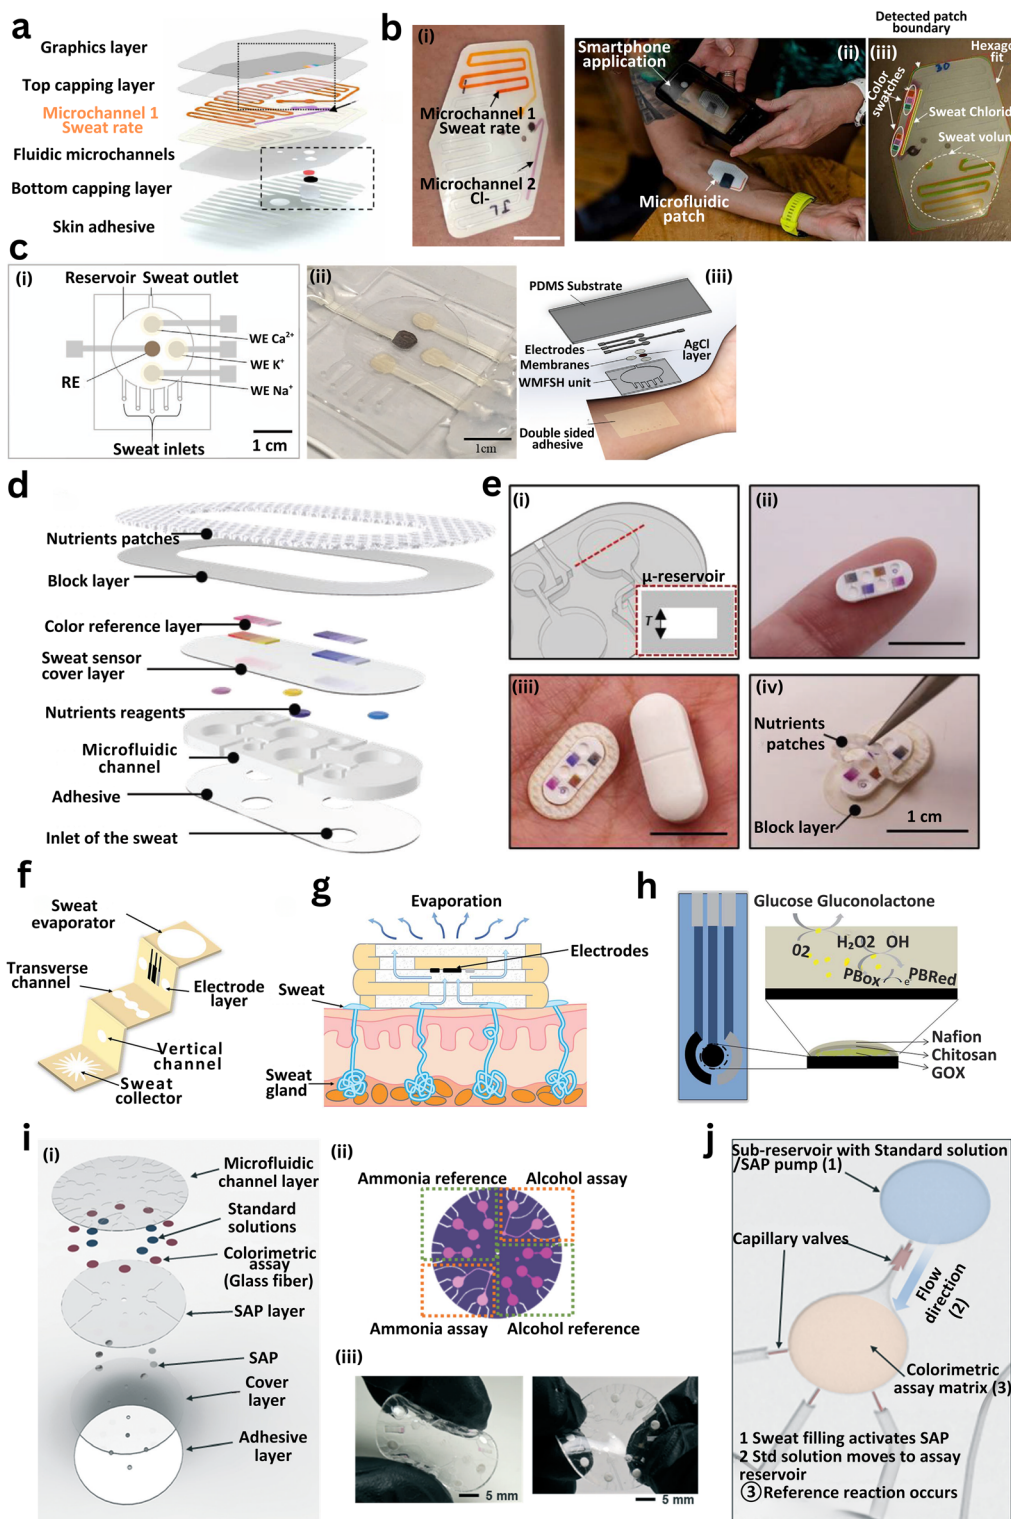 a
Graphics layer
Top capping layer
Microchannel 1
Sweat rate
Fluidic microchannels
Bottom capping layer
Skin adhesive
b
(i)
Microchannel 1
Sweat rate
Microchannel 2
Cl-
JL
Smartphone
application
(ii)
Microfluidic
patch
Detected patch
boundary
(iii)
Hexago
fit
30
Color
swatches
Sweat Chlorid
Sweat volum
c
(i)
Reservoir Sweat outlet
WE Ca2+
WE K+
RE
WE Na+
Sweat inlets
1 cm
(ii)
1cm
(iii)
PDMS Substrate
Electrodes
AgCl
layer
Membranes
WMFSH unit
Double sided
adhesive
d
Nutrients patches
Block layer
Color reference layer
Sweat sensor
cover layer
Nutrients reagents
Microfluidic
channel
Adhesive
Inlet of the sweat
e
(i)
μ-reservoir
T
(ii)
(iii)
(iv)
Nutrients
patches
Block layer
1 cm
f
Sweat
evaporator
Transverse
channel
Electrode
layer
Vertical
channel
Sweat
collector
g
Evaporation
Electrodes
Sweat
Sweat
gland
h
Glucose Gluconolactone
02
H2O2 OH
PBox
e
PBRed
Nafion
Chitosan
GOX
i
(i)
Microfluidic
channel layer
Standard
solutions
Colorimetric
assay
(Glass fiber)
SAP layer
SAP
Cover
layer
Adhesive
layer
(ii)
Ammonia reference
Alcohol assay
Ammonia assay
Alcohol reference
(iii)
5 mm
5 mm
j
Sub-reservoir with Standard solution
/SAP pump (1)
Capillary valves
Flow
direction
(2)
Colorimetric
assay matrix (3)
1 Sweat filling activates SAP
2 Std solution moves to assay
reservoir
3 Reference reaction occurs